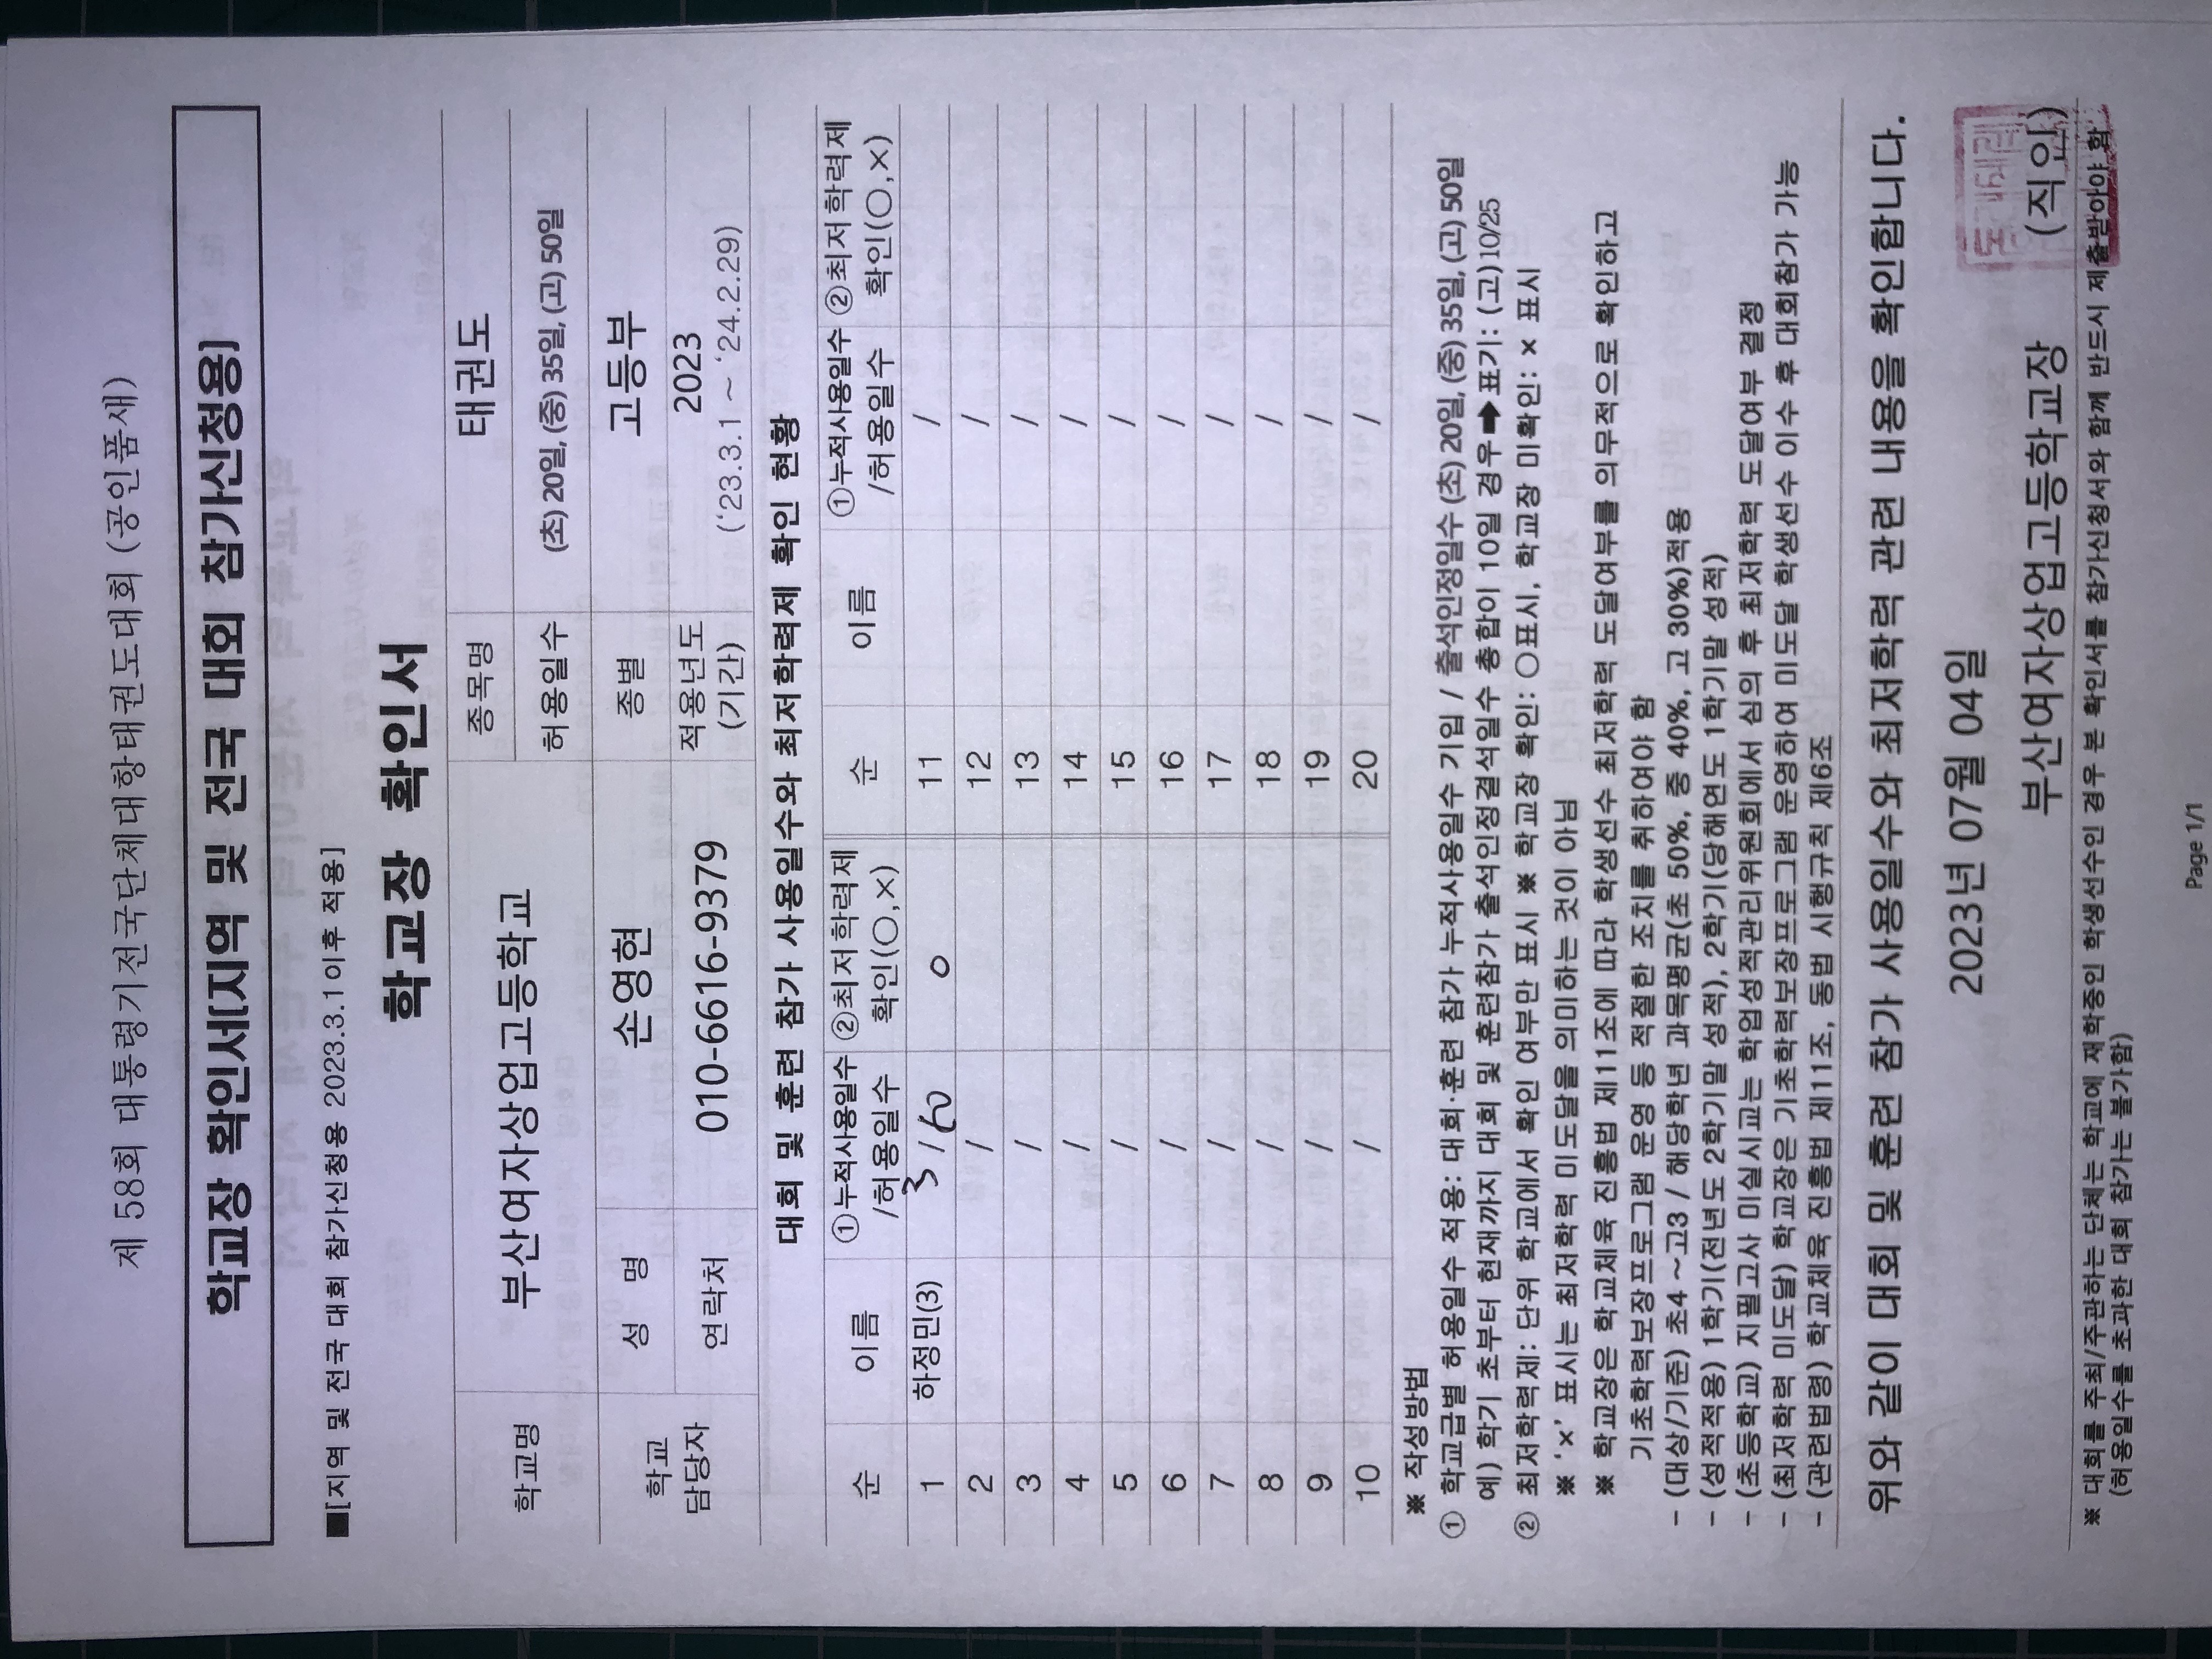 제 58회 대통령기전국단체대항태권도대회 (공인품새)
학교장 확인서[지역 및 전국 대회 참가신청용]
■[지역 및 전국 대회 참가신청용 2023.3.1이후 적용]
학교장 확인서
학교명 부산여자상업고등학교 종목명 태권도
허용일수 (초) 20일, (중) 35일, (고) 50일
학교 담당자 성 명 손영현 종별 고등부
연락처 010-6616-9379 적용년도 (기간) 2023
('23.3.1 ~ '24.2.29)
대회 및 훈련 참가 사용일수와 최저학력제 확인 현황
순 이름 ①누적사용일수 /허용일수 ②최저학력제 확인(○,×) 순 이름 ①누적사용일수 /허용일수 ②최저학력제 확인(○,×)
1 하정민(3) 3 / 50 ○ 11 /
2 / 12 /
3 / 13 /
4 / 14 /
5 / 15 /
6 / 16 /
7 / 17 /
8 / 18 /
9 / 19 /
10 / 20 /
※ 작성방법
① 학교급별 허용일수 적용: 대회·훈련 참가 누적사용일수 기입 / 출석인정일수 (초) 20일, (중) 35일, (고) 50일
예) 학기 초부터 현재까지 대회 및 훈련참가 출석인정결석일수 총합이 10일 경우 ➡ 표기: (고)10/25
② 최저학력제: 단위 학교에서 확인 여부만 표시 ※ 학교장 확인: ○표시, 학교장 미확인: × 표시
※ '×' 표시는 최저학력 미도달을 의미하는 것이 아님
※ 학교장은 학교체육 진흥법 제11조에 따라 학생선수 최저학력 도달여부를 의무적으로 확인하고
기초학력보장프로그램 운영 등 적절한 조치를 취하여야 함
- (대상/기준) 초4 ~고3 / 해당학년 과목평균(초 50%, 중 40%, 고 30%)적용
- (성적적용) 1학기(전년도 2학기말 성적), 2학기(당해연도 1학기말 성적)
- (초등학교) 지필고사 미실시교는 학업성적관리위원회에서 심의 후 최저학력 도달여부 결정
- (최저학력 미도달) 학교장은 기초학력보장프로그램 운영하여 미도달 학생선수 이수 후 대회참가 가능
- (관련법령) 학교체육 진흥법 제11조, 동법 시행규칙 제6조
위와 같이 대회 및 훈련 참가 사용일수와 최저학력 관련 내용을 확인합니다.
2023년 07월 04일
부산여자상업고등학교장 (직인)
※ 대회를 주최/주관하는 단체는 학교에 재학중인 학생선수인 경우 본 확인서를 참가신청서와 함께 반드시 제출받아야 함
(허용일수를 초과한 대회 참가는 불가함)
Page 1/1